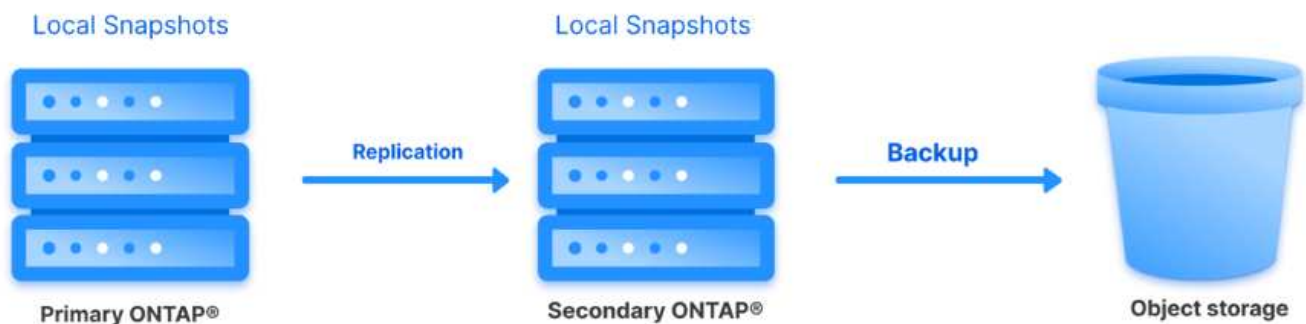 Local Snapshots
Local Snapshots
Replication
Backup
Primary ONTAP®
Secondary ONTAP®
Object storage